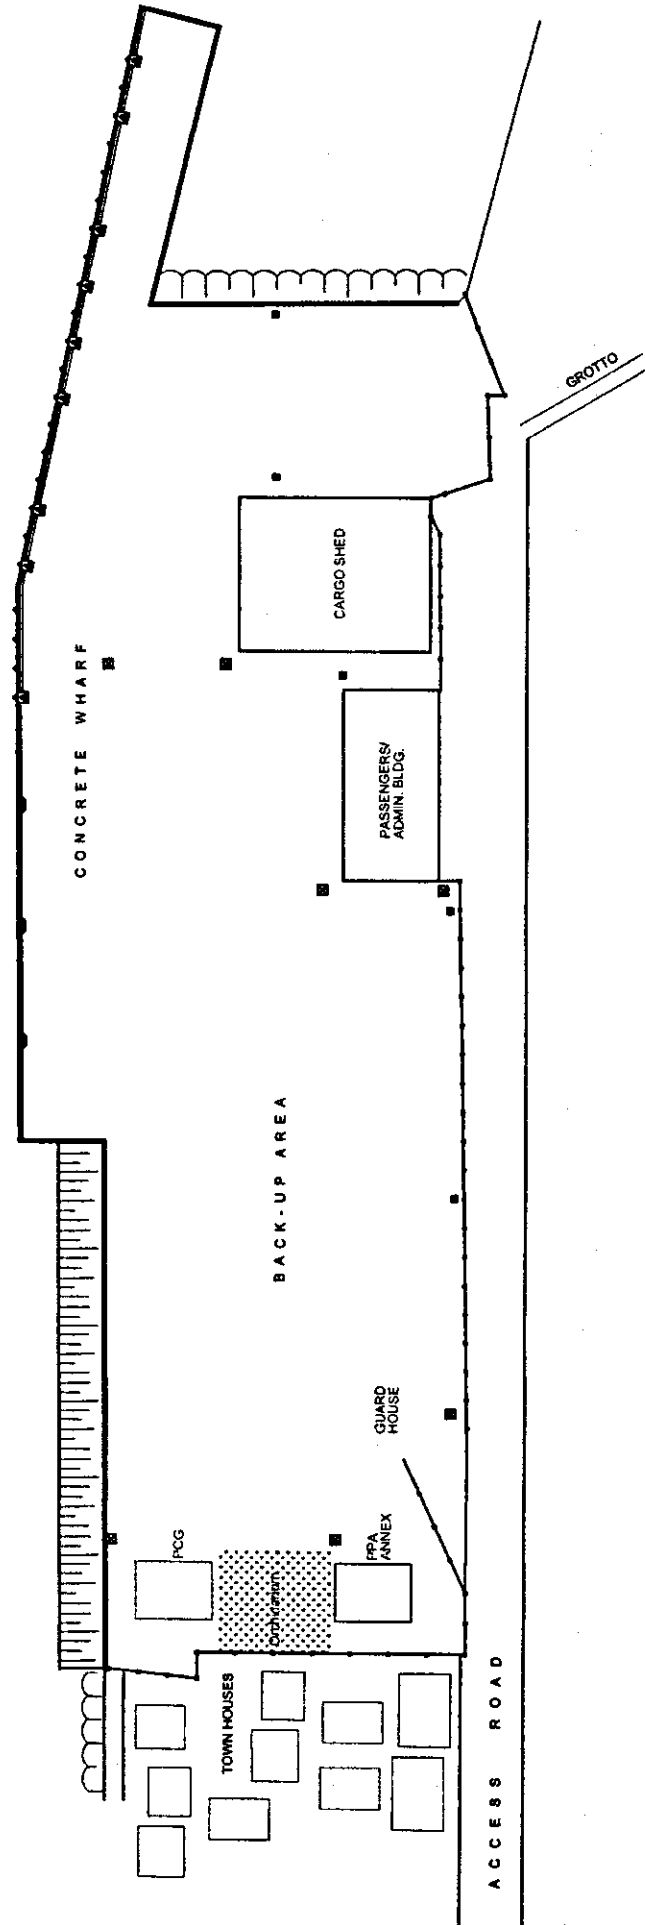 GROTTO
CARGO SHED
CONCRETE WHARF
PASSENGERS/
ADMIN. BLDG.
BACK-UP AREA
GUARD
HOUSE
PCG
PPA
ANNEX
TOWN HOUSES
ACCESS ROAD